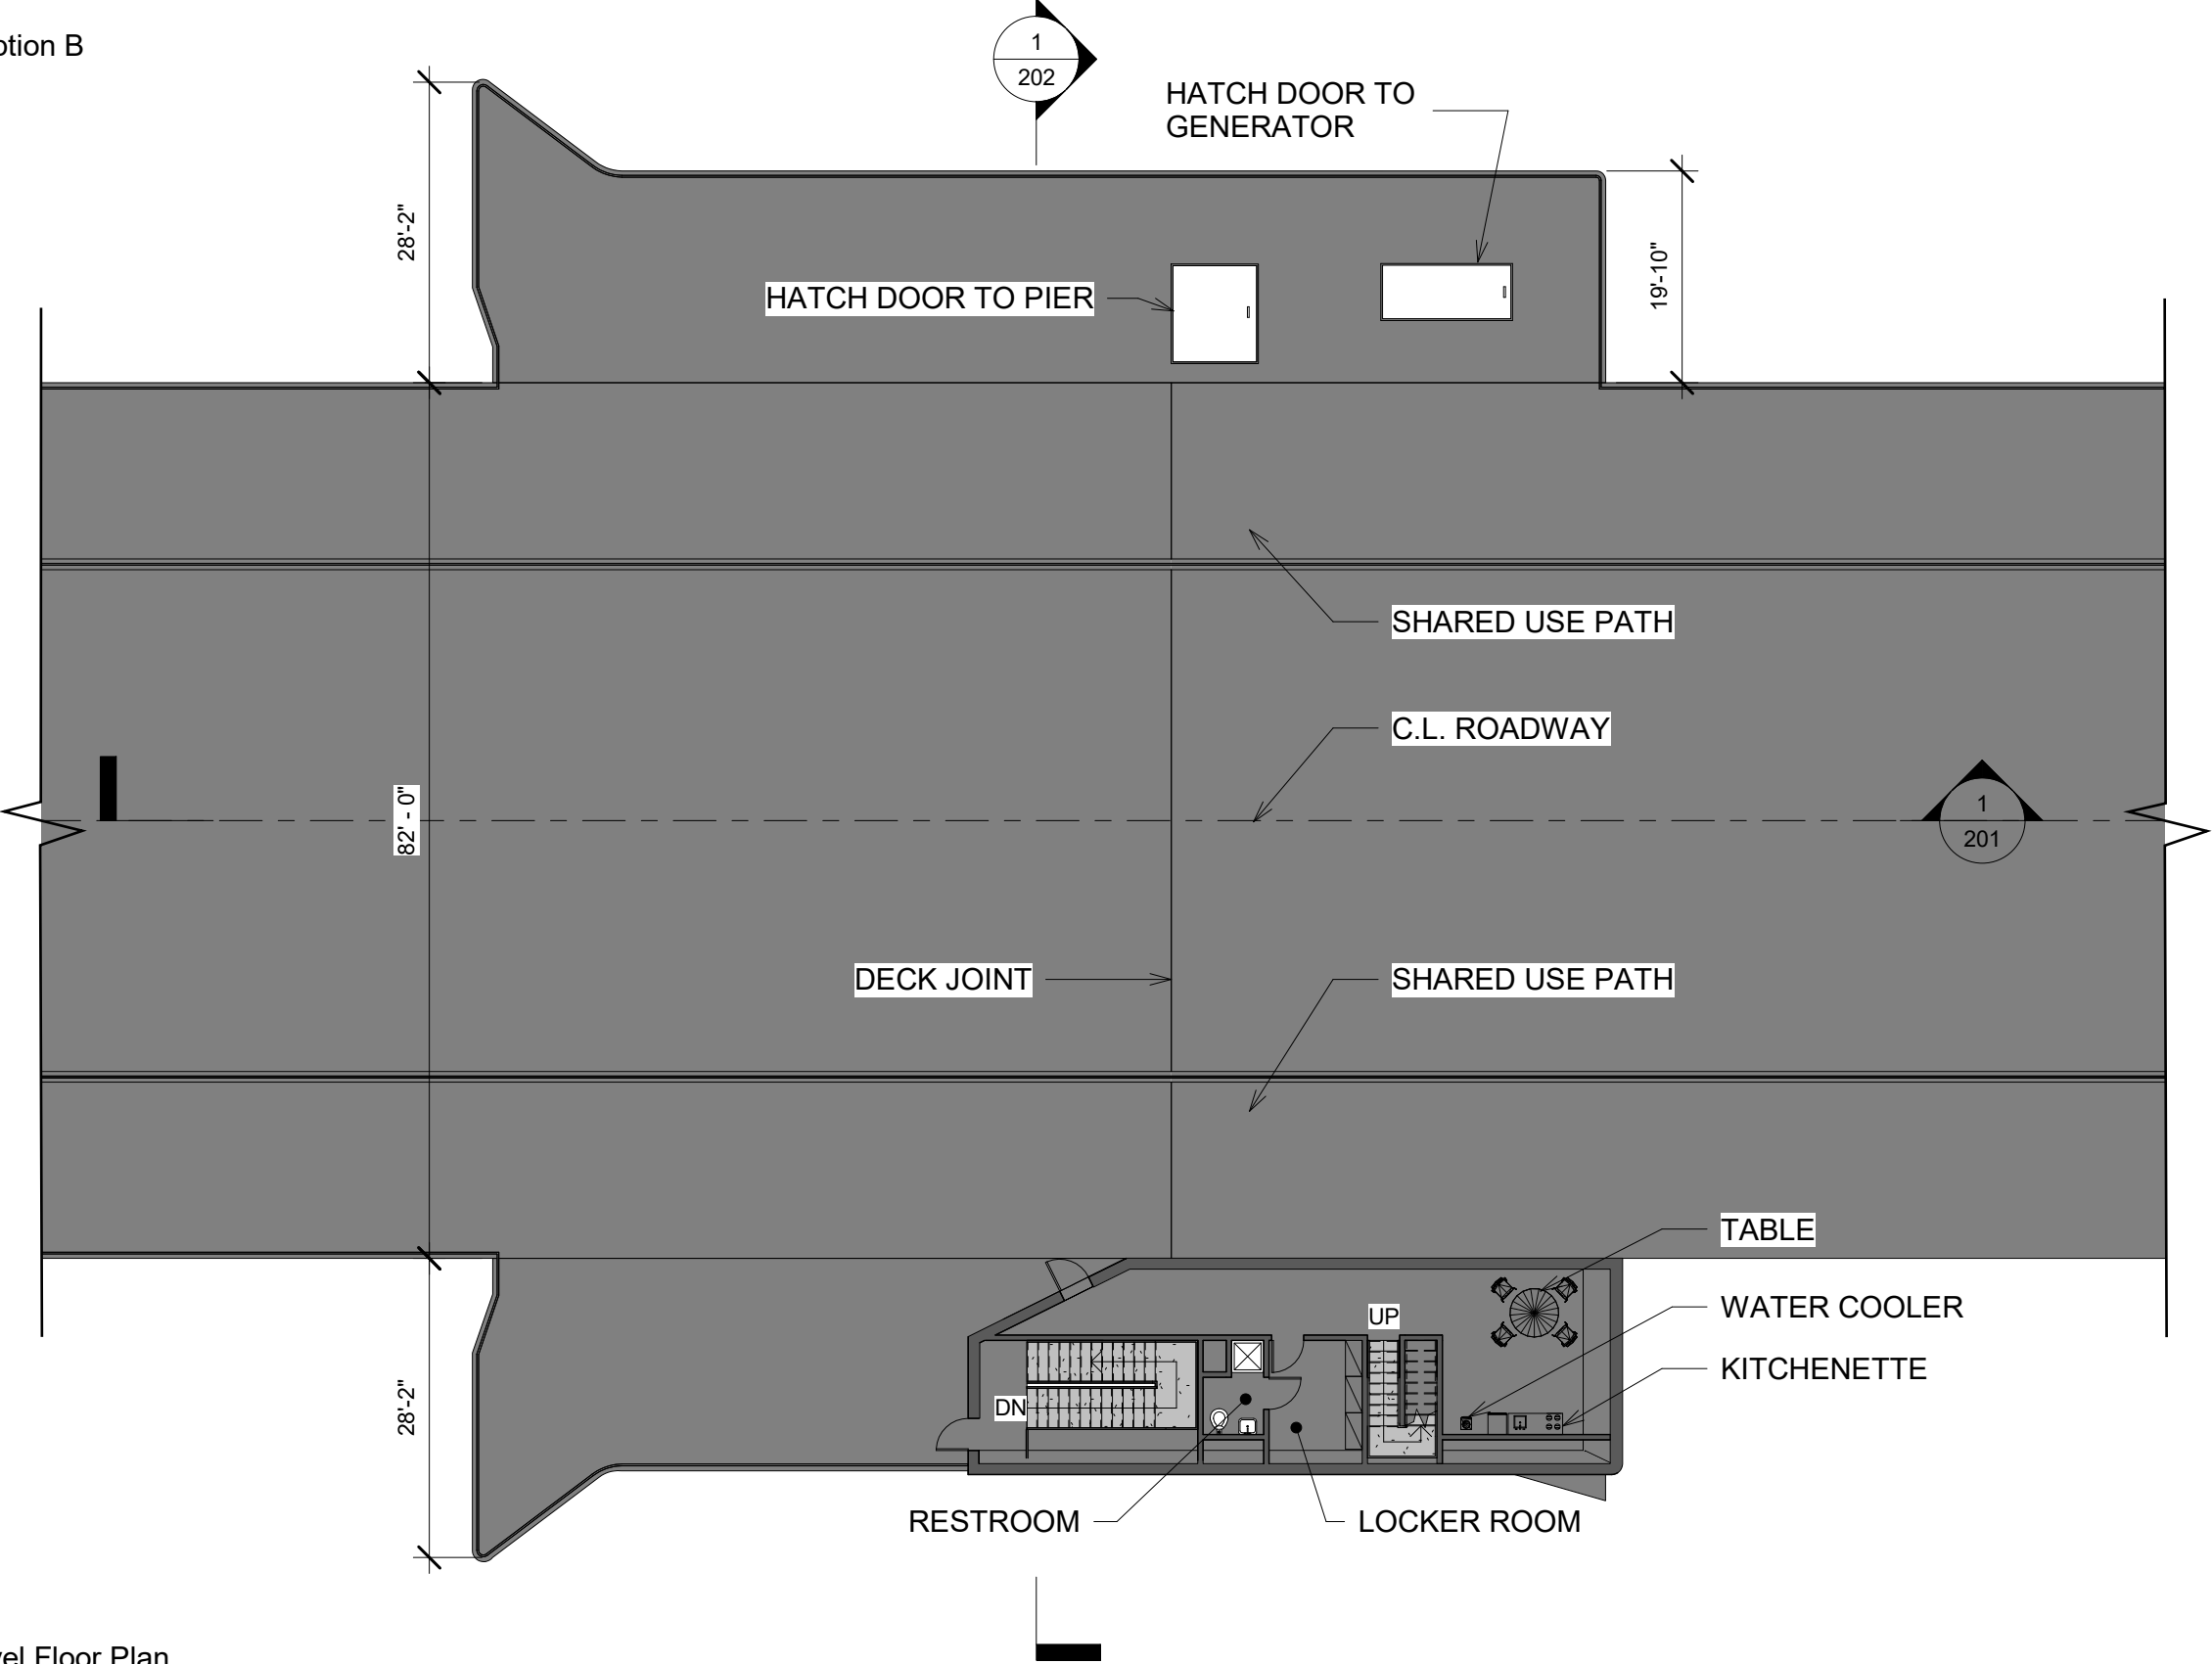 ption B
1
202
HATCH DOOR TO
GENERATOR
28'-2"
19'-10"
HATCH DOOR TO PIER
SHARED USE PATH
C.L. ROADWAY
82' - 0"
1
201
DECK JOINT
SHARED USE PATH
TABLE
WATER COOLER
UP
KITCHENETTE
DN
28'-2"
RESTROOM
LOCKER ROOM
vel Floor Plan